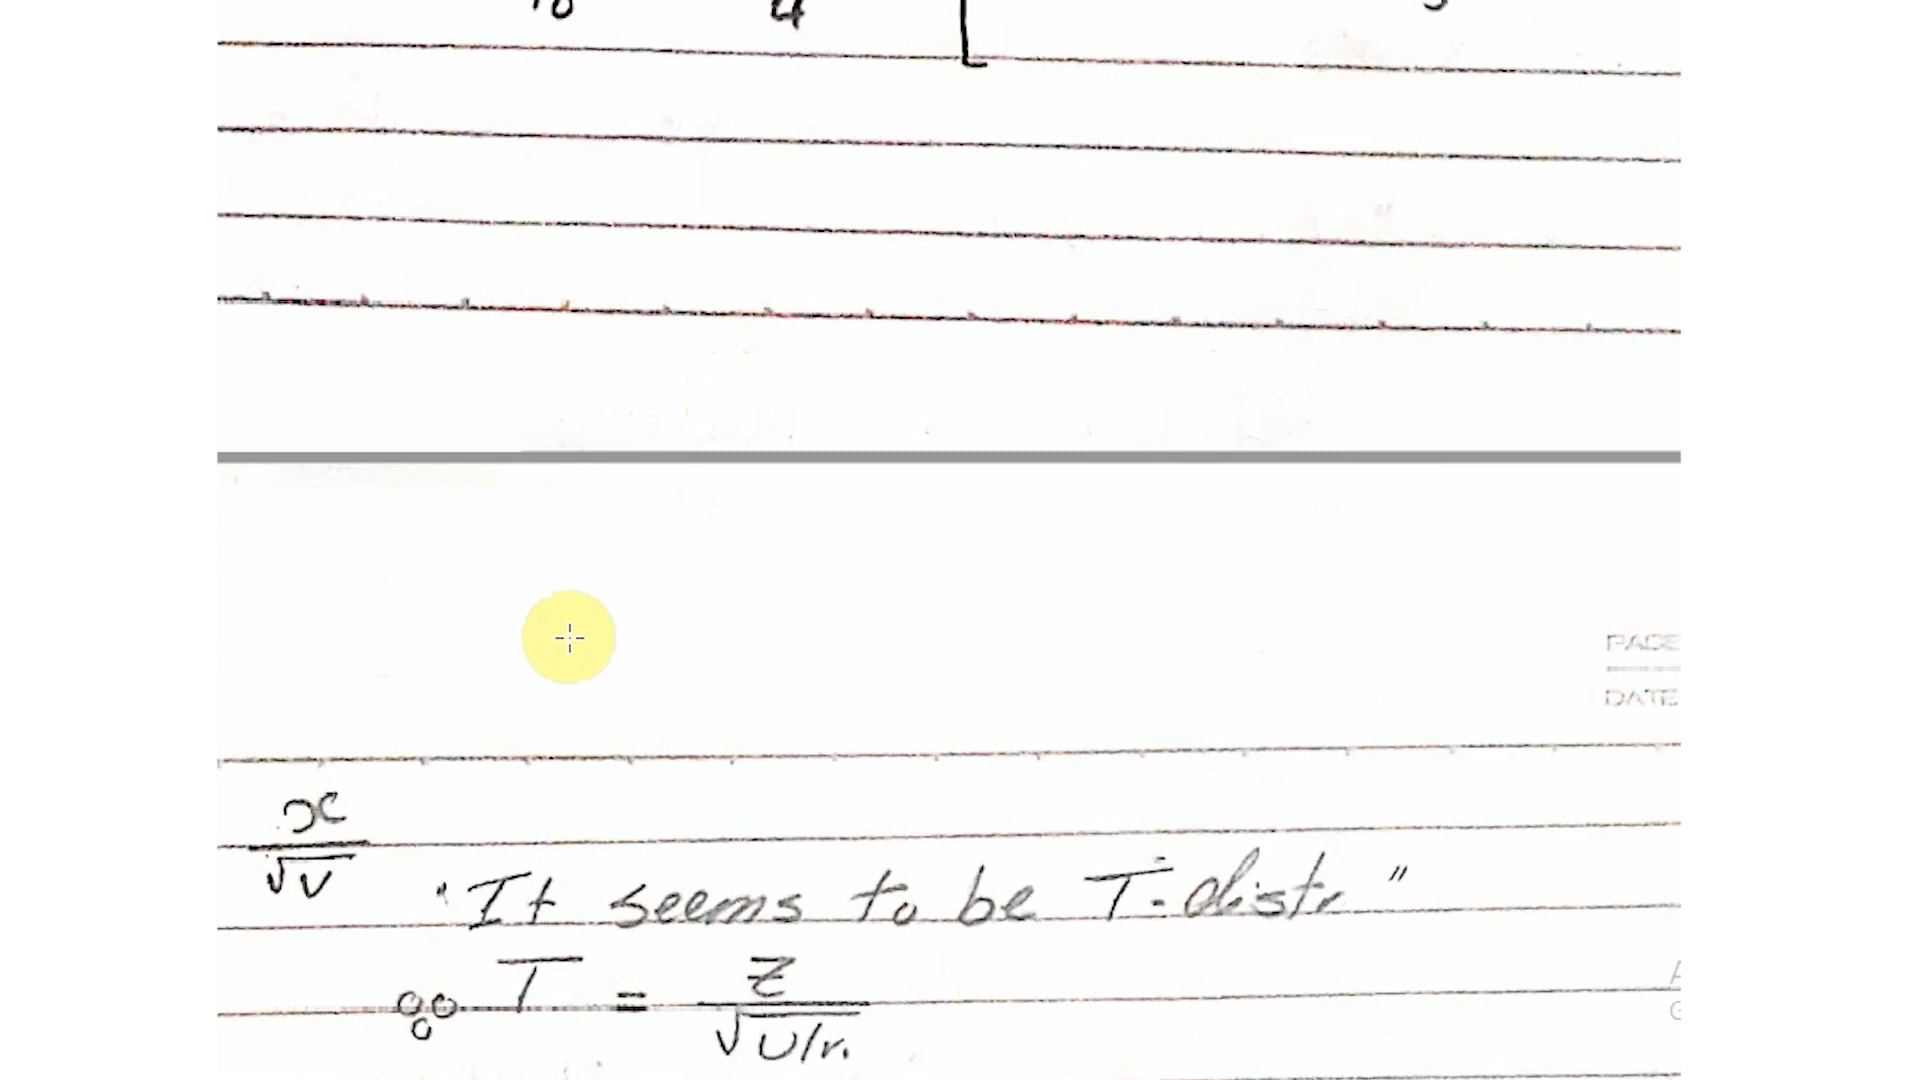 PAGE
DATE
x
√v
"It seems to be T-distr"
T = Z
√U/r.